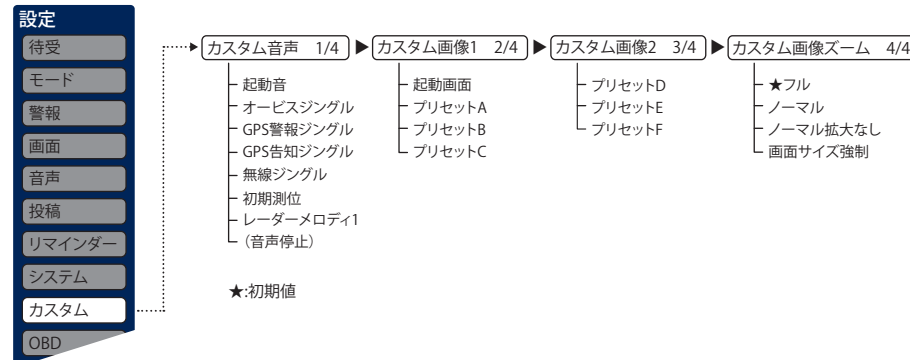 設定
待受
モード
警報
画面
音声
投稿
リマインダー
システム
カスタム
OBD
カスタム音声 1/4
起動音
オービスジングル
GPS警報ジングル
GPS告知ジングル
無線ジングル
初期測位
レーダーメロディ1
(音声停止)
カスタム画像1 2/4
起動画面
プリセットA
プリセットB
プリセットC
カスタム画像2 3/4
プリセットD
プリセットE
プリセットF
カスタム画像ズーム 4/4
★フル
ノーマル
ノーマル拡大なし
画面サイズ強制
★:初期値